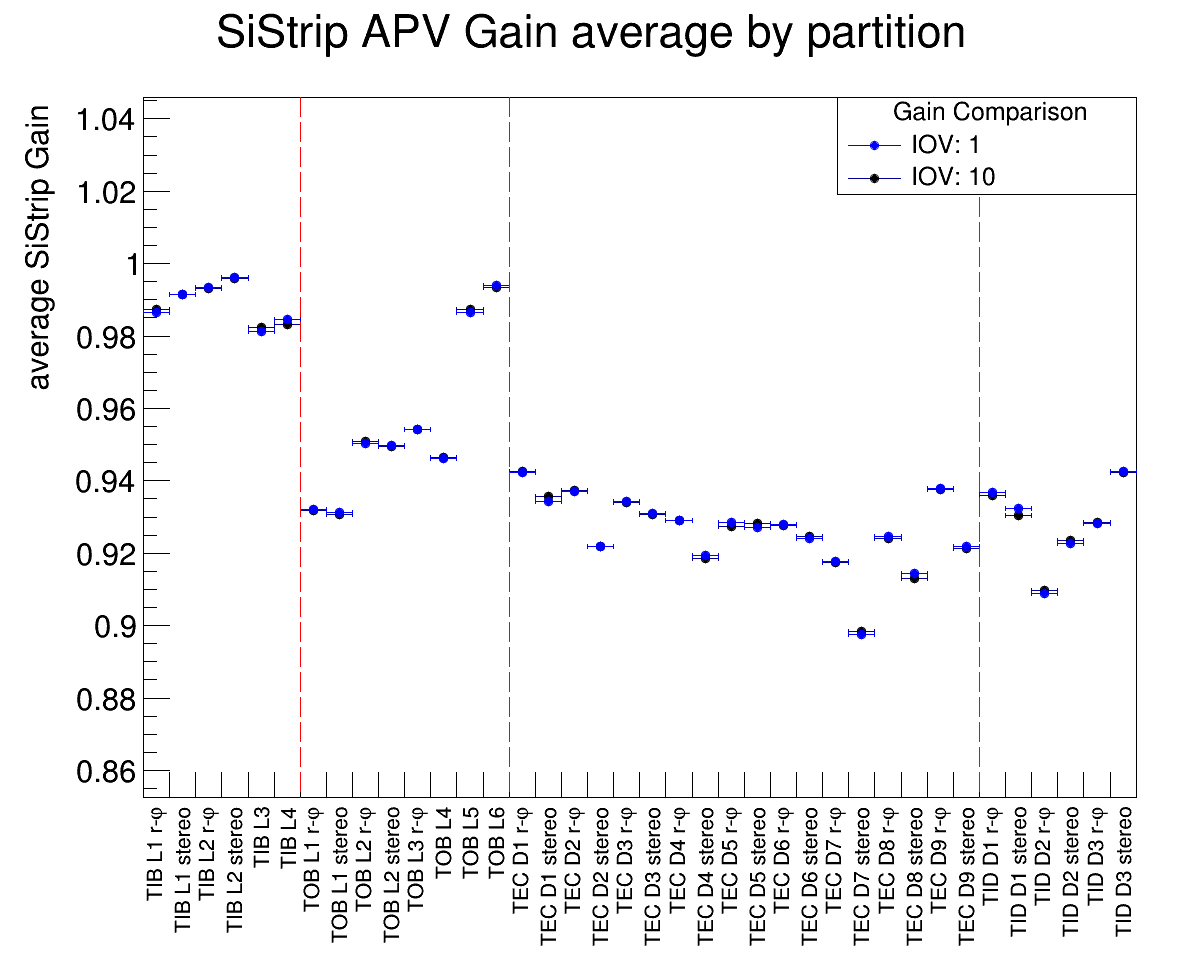 SiStrip APV Gain average by partition
average SiStrip Gain
1.04
1.02
1
0.98
0.96
0.94
0.92
0.9
0.88
0.86
Gain Comparison
IOV: 1
IOV: 10
TIB L1 r-φ
TIB L1 stereo
TIB L2 r-φ
TIB L2 stereo
TIB L3
TIB L4
TOB L1 r-φ
TOB L1 stereo
TOB L2 r-φ
TOB L2 stereo
TOB L3 r-φ
TOB L4
TOB L5
TOB L6
TEC D1 r-φ
TEC D1 stereo
TEC D2 r-φ
TEC D2 stereo
TEC D3 r-φ
TEC D3 stereo
TEC D4 r-φ
TEC D4 stereo
TEC D5 r-φ
TEC D5 stereo
TEC D6 r-φ
TEC D6 stereo
TEC D7 r-φ
TEC D7 stereo
TEC D8 r-φ
TEC D8 stereo
TEC D9 r-φ
TEC D9 stereo
TID D1 r-φ
TID D1 stereo
TID D2 r-φ
TID D2 stereo
TID D3 r-φ
TID D3 stereo